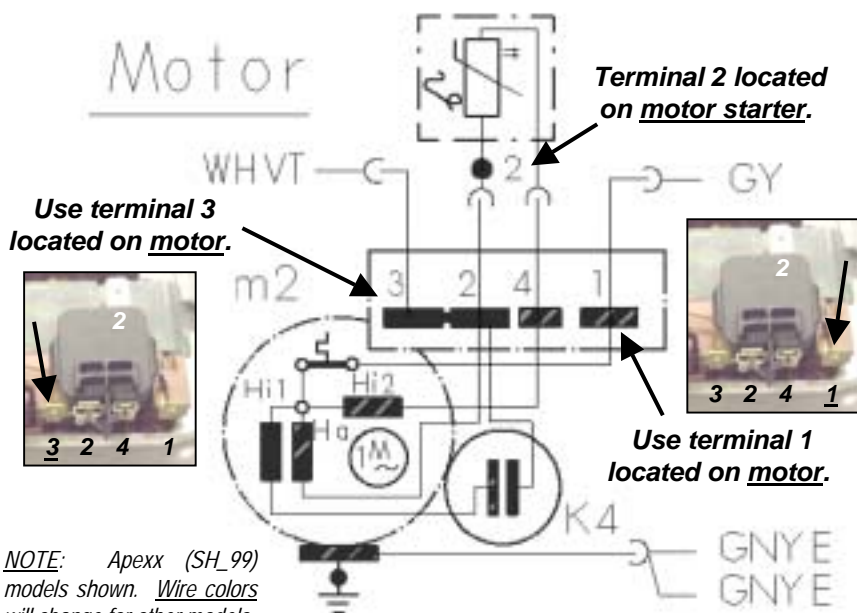 Motor
Terminal 2 located
on motor starter.
2
WHVT
GY
Use terminal 3
located on motor.
m2
3 2 4 1
2
3 2 4 1
2
3 2 4 1
Hi1
Hi2
Ha
1M
~
K4
Use terminal 1
located on motor.
GNYE
GNYE
NOTE: Apexx (SH_99)
models shown. Wire colors
will change for other models.